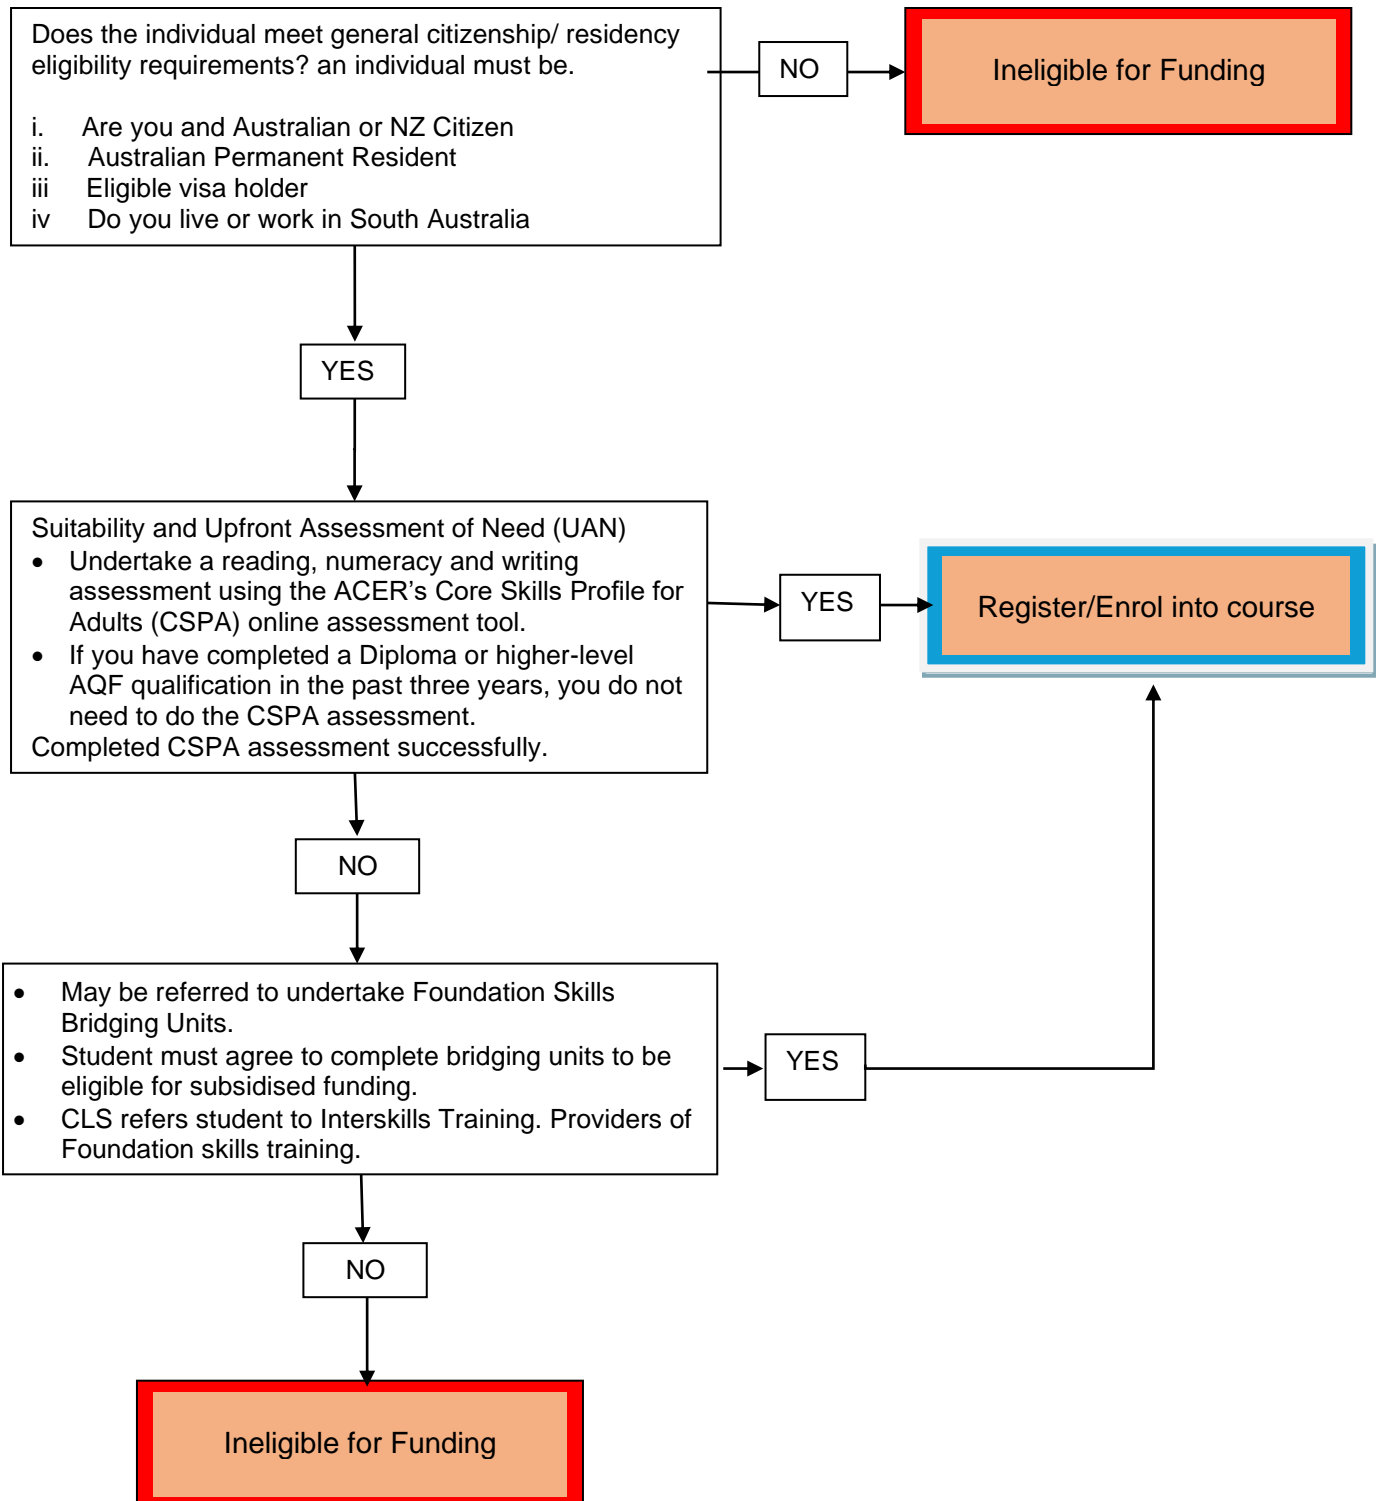 Does the individual meet general citizenship/ residency
eligibility requirements? an individual must be.
i. Are you and Australian or NZ Citizen
ii. Australian Permanent Resident
iii Eligible visa holder
iv Do you live or work in South Australia
NO
Ineligible for Funding
YES
Suitability and Upfront Assessment of Need (UAN)
• Undertake a reading, numeracy and writing
assessment using the ACER’s Core Skills Profile for
Adults (CSPA) online assessment tool.
• If you have completed a Diploma or higher-level
AQF qualification in the past three years, you do not
need to do the CSPA assessment.
Completed CSPA assessment successfully.
YES
Register/Enrol into course
NO
• May be referred to undertake Foundation Skills
Bridging Units.
• Student must agree to complete bridging units to be
eligible for subsidised funding.
• CLS refers student to Interskills Training. Providers of
Foundation skills training.
YES
NO
Ineligible for Funding